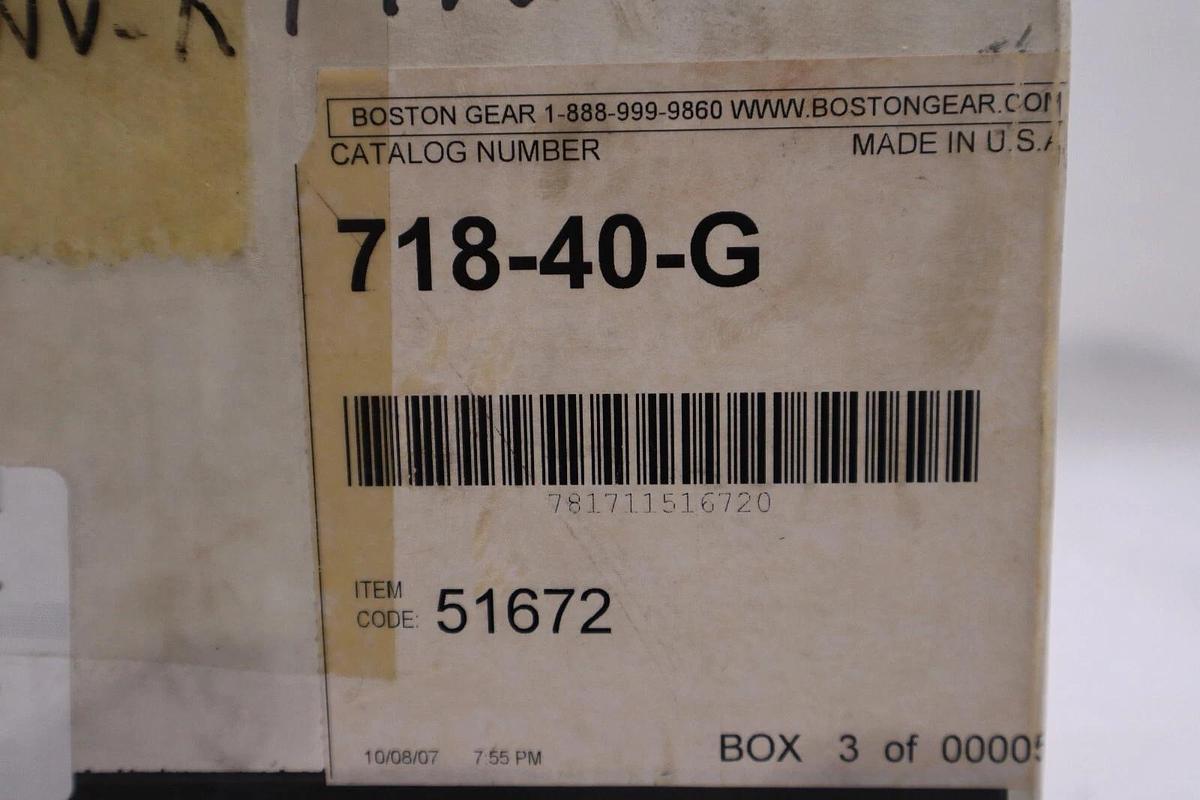 BOSTON GEAR 1-888-999-9860 WWW.BOSTONGEAR.COM
CATALOG NUMBER MADE IN U.S.A
718-40-G
781711516720
ITEM
CODE: 51672
10/08/07 7:55 PM BOX 3 of 00005